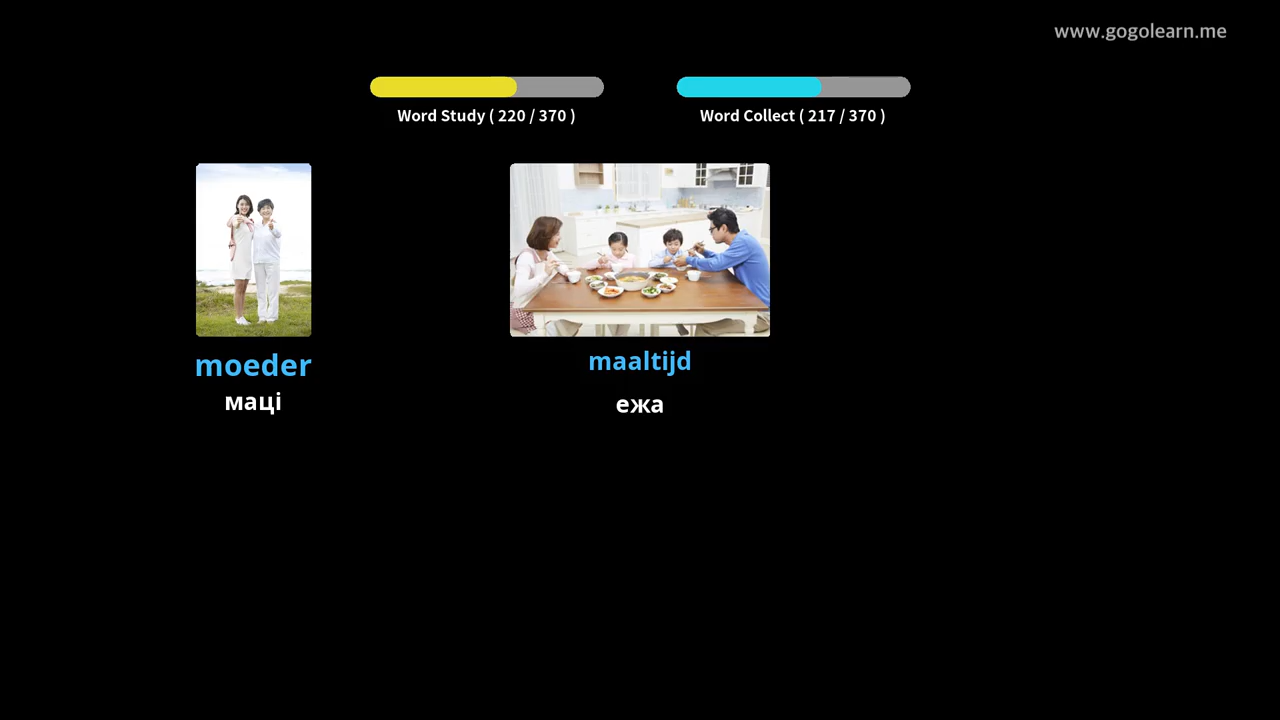 www.gogolearn.me
Word Study ( 220 / 370 )
Word Collect ( 217 / 370 )
moeder
маці
maaltijd
ежа